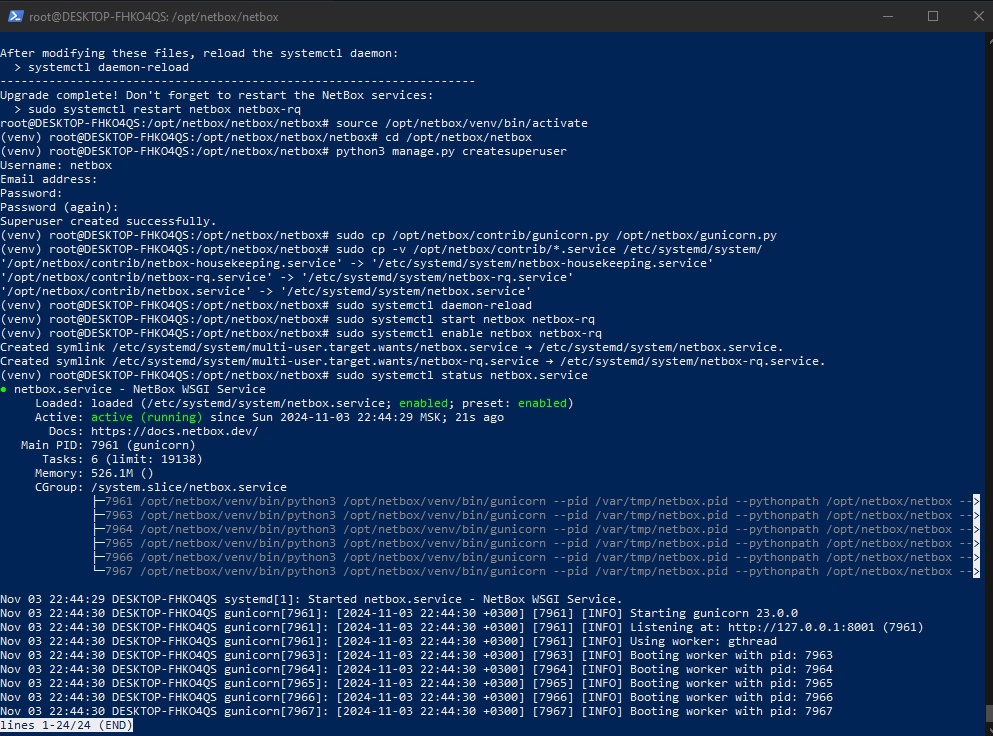 root@DESKTOP-FHKO4QS: /opt/netbox/netbox
After modifying these files, reload the systemctl daemon:
  > systemctl daemon-reload
--------------------------------------------------------------------
Upgrade complete! Don't forget to restart the NetBox services:
  > sudo systemctl restart netbox netbox-rq
root@DESKTOP-FHKO4QS:/opt/netbox/netbox/netbox# source /opt/netbox/venv/bin/activate
(venv) root@DESKTOP-FHKO4QS:/opt/netbox/netbox/netbox# cd /opt/netbox/netbox
(venv) root@DESKTOP-FHKO4QS:/opt/netbox/netbox# python3 manage.py createsuperuser
Username: netbox
Email address:
Password:
Password (again):
Superuser created successfully.
(venv) root@DESKTOP-FHKO4QS:/opt/netbox/netbox# sudo cp /opt/netbox/contrib/gunicorn.py /opt/netbox/gunicorn.py
(venv) root@DESKTOP-FHKO4QS:/opt/netbox/netbox# sudo cp -v /opt/netbox/contrib/*.service /etc/systemd/system/
'/opt/netbox/contrib/netbox-housekeeping.service' -> '/etc/systemd/system/netbox-housekeeping.service'
'/opt/netbox/contrib/netbox-rq.service' -> '/etc/systemd/system/netbox-rq.service'
'/opt/netbox/contrib/netbox.service' -> '/etc/systemd/system/netbox.service'
(venv) root@DESKTOP-FHKO4QS:/opt/netbox/netbox# sudo systemctl daemon-reload
(venv) root@DESKTOP-FHKO4QS:/opt/netbox/netbox# sudo systemctl start netbox netbox-rq
(venv) root@DESKTOP-FHKO4QS:/opt/netbox/netbox# sudo systemctl enable netbox netbox-rq
Created symlink /etc/systemd/system/multi-user.target.wants/netbox.service → /etc/systemd/system/netbox.service.
Created symlink /etc/systemd/system/multi-user.target.wants/netbox-rq.service → /etc/systemd/system/netbox-rq.service.
(venv) root@DESKTOP-FHKO4QS:/opt/netbox/netbox# sudo systemctl status netbox.service
● netbox.service - NetBox WSGI Service
     Loaded: loaded (/etc/systemd/system/netbox.service; enabled; preset: enabled)
     Active: active (running) since Sun 2024-11-03 22:44:29 MSK; 21s ago
       Docs: https://docs.netbox.dev/
   Main PID: 7961 (gunicorn)
      Tasks: 6 (limit: 19138)
     Memory: 526.1M ()
     CGroup: /system.slice/netbox.service
             ├─7961 /opt/netbox/venv/bin/python3 /opt/netbox/venv/bin/gunicorn --pid /var/tmp/netbox.pid --pythonpath /opt/netbox/netbox -->
             ├─7963 /opt/netbox/venv/bin/python3 /opt/netbox/venv/bin/gunicorn --pid /var/tmp/netbox.pid --pythonpath /opt/netbox/netbox -->
             ├─7964 /opt/netbox/venv/bin/python3 /opt/netbox/venv/bin/gunicorn --pid /var/tmp/netbox.pid --pythonpath /opt/netbox/netbox -->
             ├─7965 /opt/netbox/venv/bin/python3 /opt/netbox/venv/bin/gunicorn --pid /var/tmp/netbox.pid --pythonpath /opt/netbox/netbox -->
             ├─7966 /opt/netbox/venv/bin/python3 /opt/netbox/venv/bin/gunicorn --pid /var/tmp/netbox.pid --pythonpath /opt/netbox/netbox -->
             └─7967 /opt/netbox/venv/bin/python3 /opt/netbox/venv/bin/gunicorn --pid /var/tmp/netbox.pid --pythonpath /opt/netbox/netbox -->
Nov 03 22:44:29 DESKTOP-FHKO4QS systemd[1]: Started netbox.service - NetBox WSGI Service.
Nov 03 22:44:30 DESKTOP-FHKO4QS gunicorn[7961]: [2024-11-03 22:44:30 +0300] [7961] [INFO] Starting gunicorn 23.0.0
Nov 03 22:44:30 DESKTOP-FHKO4QS gunicorn[7961]: [2024-11-03 22:44:30 +0300] [7961] [INFO] Listening at: http://127.0.0.1:8001 (7961)
Nov 03 22:44:30 DESKTOP-FHKO4QS gunicorn[7961]: [2024-11-03 22:44:30 +0300] [7961] [INFO] Using worker: gthread
Nov 03 22:44:30 DESKTOP-FHKO4QS gunicorn[7963]: [2024-11-03 22:44:30 +0300] [7963] [INFO] Booting worker with pid: 7963
Nov 03 22:44:30 DESKTOP-FHKO4QS gunicorn[7964]: [2024-11-03 22:44:30 +0300] [7964] [INFO] Booting worker with pid: 7964
Nov 03 22:44:30 DESKTOP-FHKO4QS gunicorn[7965]: [2024-11-03 22:44:30 +0300] [7965] [INFO] Booting worker with pid: 7965
Nov 03 22:44:30 DESKTOP-FHKO4QS gunicorn[7966]: [2024-11-03 22:44:30 +0300] [7966] [INFO] Booting worker with pid: 7966
Nov 03 22:44:30 DESKTOP-FHKO4QS gunicorn[7967]: [2024-11-03 22:44:30 +0300] [7967] [INFO] Booting worker with pid: 7967
lines 1-24/24 (END)